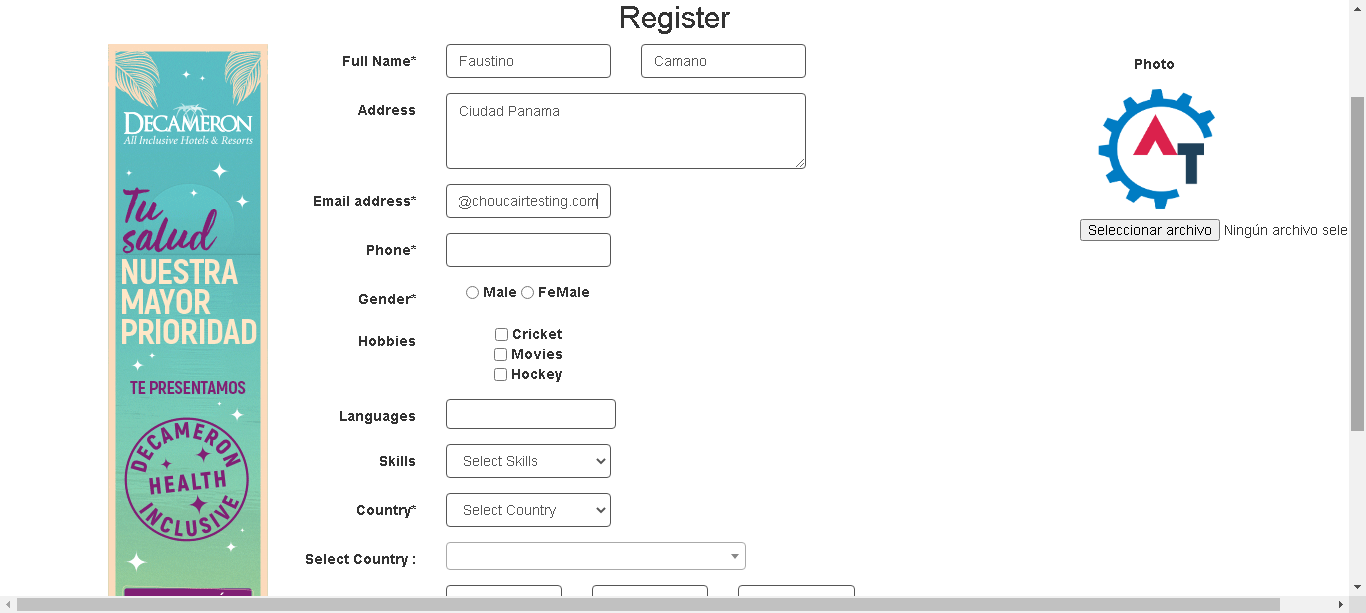 Register
DECAMERON
All Inclusive Hotels & Resorts
Tu
salud
NUESTRA
MAYOR
PRIORIDAD
TE PRESENTAMOS
DECAMERON
HEALTH
INCLUSIVE
Full Name* Faustino Camano
Address Ciudad Panama
Email address* @choucairtesting.com
Phone*
Gender* Male FeMale
Hobbies Cricket
Movies
Hockey
Languages
Skills Select Skills
Country* Select Country
Select Country :
Photo
AT
Seleccionar archivo Ningún archivo sele